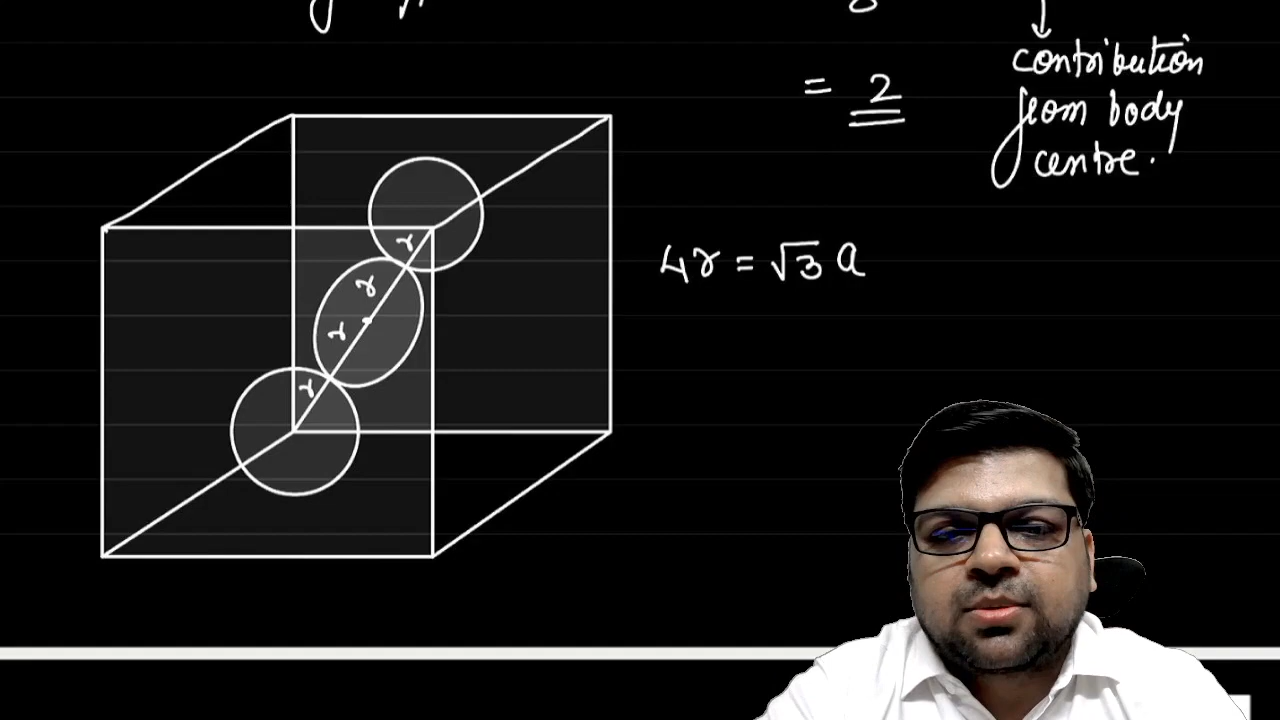 = 2
contribution
from body
centre.
4r = √3 a
r
r
r
r